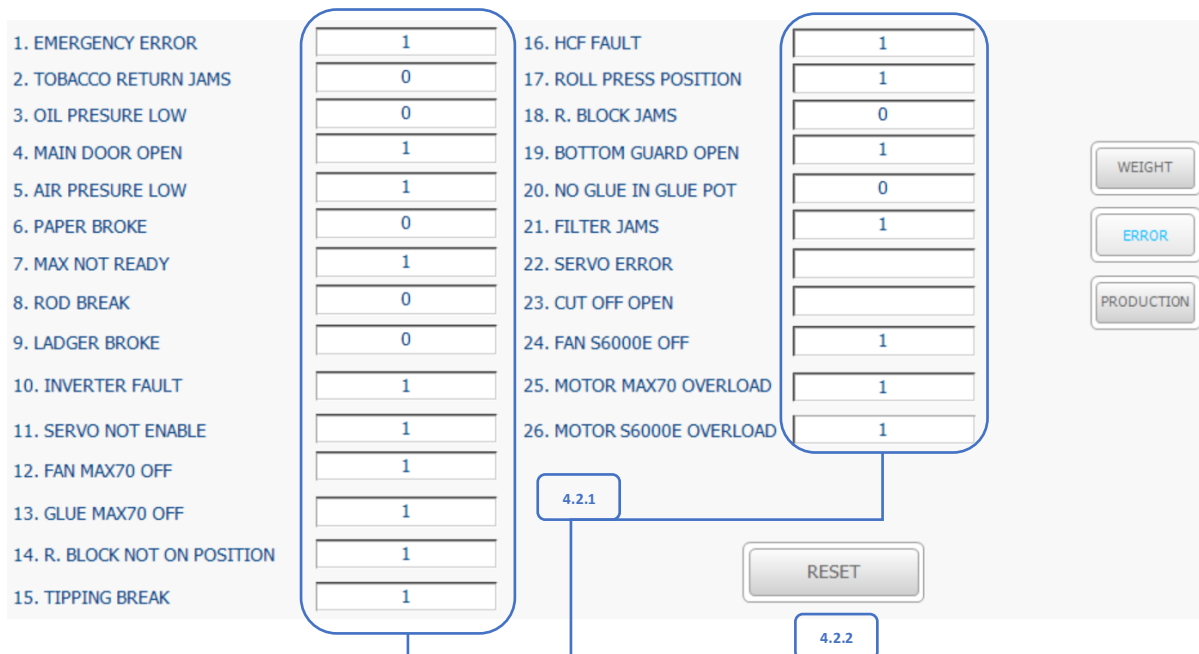 1. EMERGENCY ERROR 1
2. TOBACCO RETURN JAMS 0
3. OIL PRESURE LOW 0
4. MAIN DOOR OPEN 1
5. AIR PRESURE LOW 1
6. PAPER BROKE 0
7. MAX NOT READY 1
8. ROD BREAK 0
9. LADGER BROKE 0
10. INVERTER FAULT 1
11. SERVO NOT ENABLE 1
12. FAN MAX70 OFF 1
13. GLUE MAX70 OFF 1
14. R. BLOCK NOT ON POSITION 1
15. TIPPING BREAK 1
16. HCF FAULT 1
17. ROLL PRESS POSITION 1
18. R. BLOCK JAMS 0
19. BOTTOM GUARD OPEN 1
20. NO GLUE IN GLUE POT 0
21. FILTER JAMS 1
22. SERVO ERROR
23. CUT OFF OPEN
24. FAN S6000E OFF 1
25. MOTOR MAX70 OVERLOAD 1
26. MOTOR S6000E OVERLOAD 1
4.2.1
RESET
4.2.2
WEIGHT
ERROR
PRODUCTION